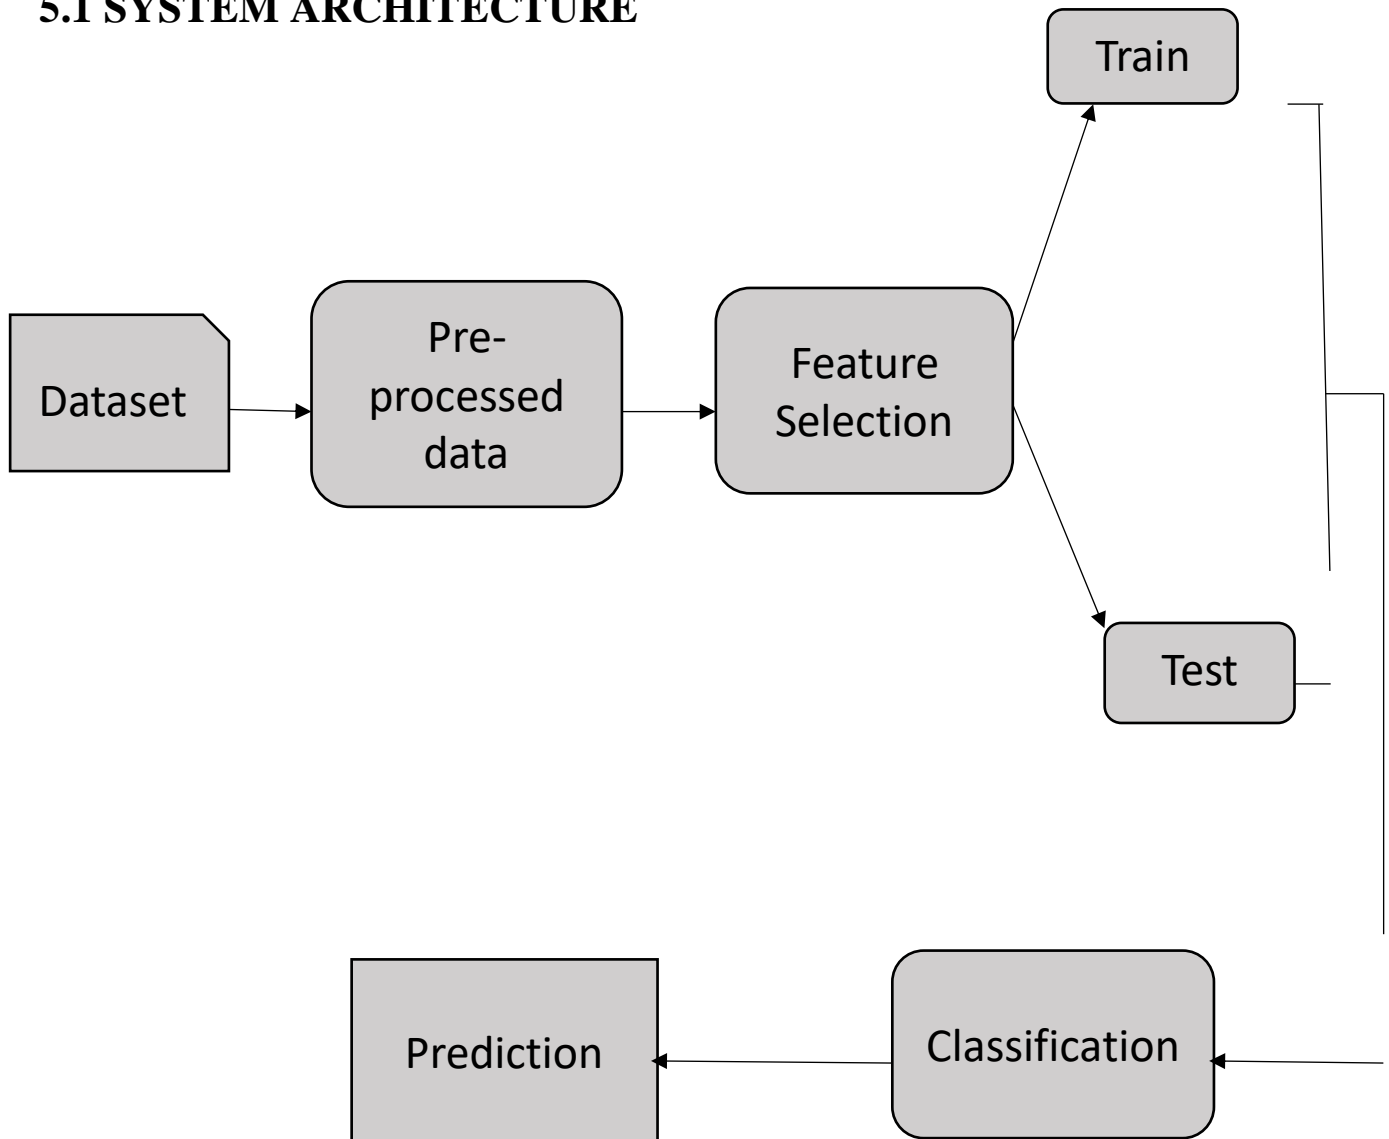 5.1 SYSTEM ARCHITECTURE
Train
Dataset
Pre-
processed
data
Feature
Selection
Test
Prediction
Classification